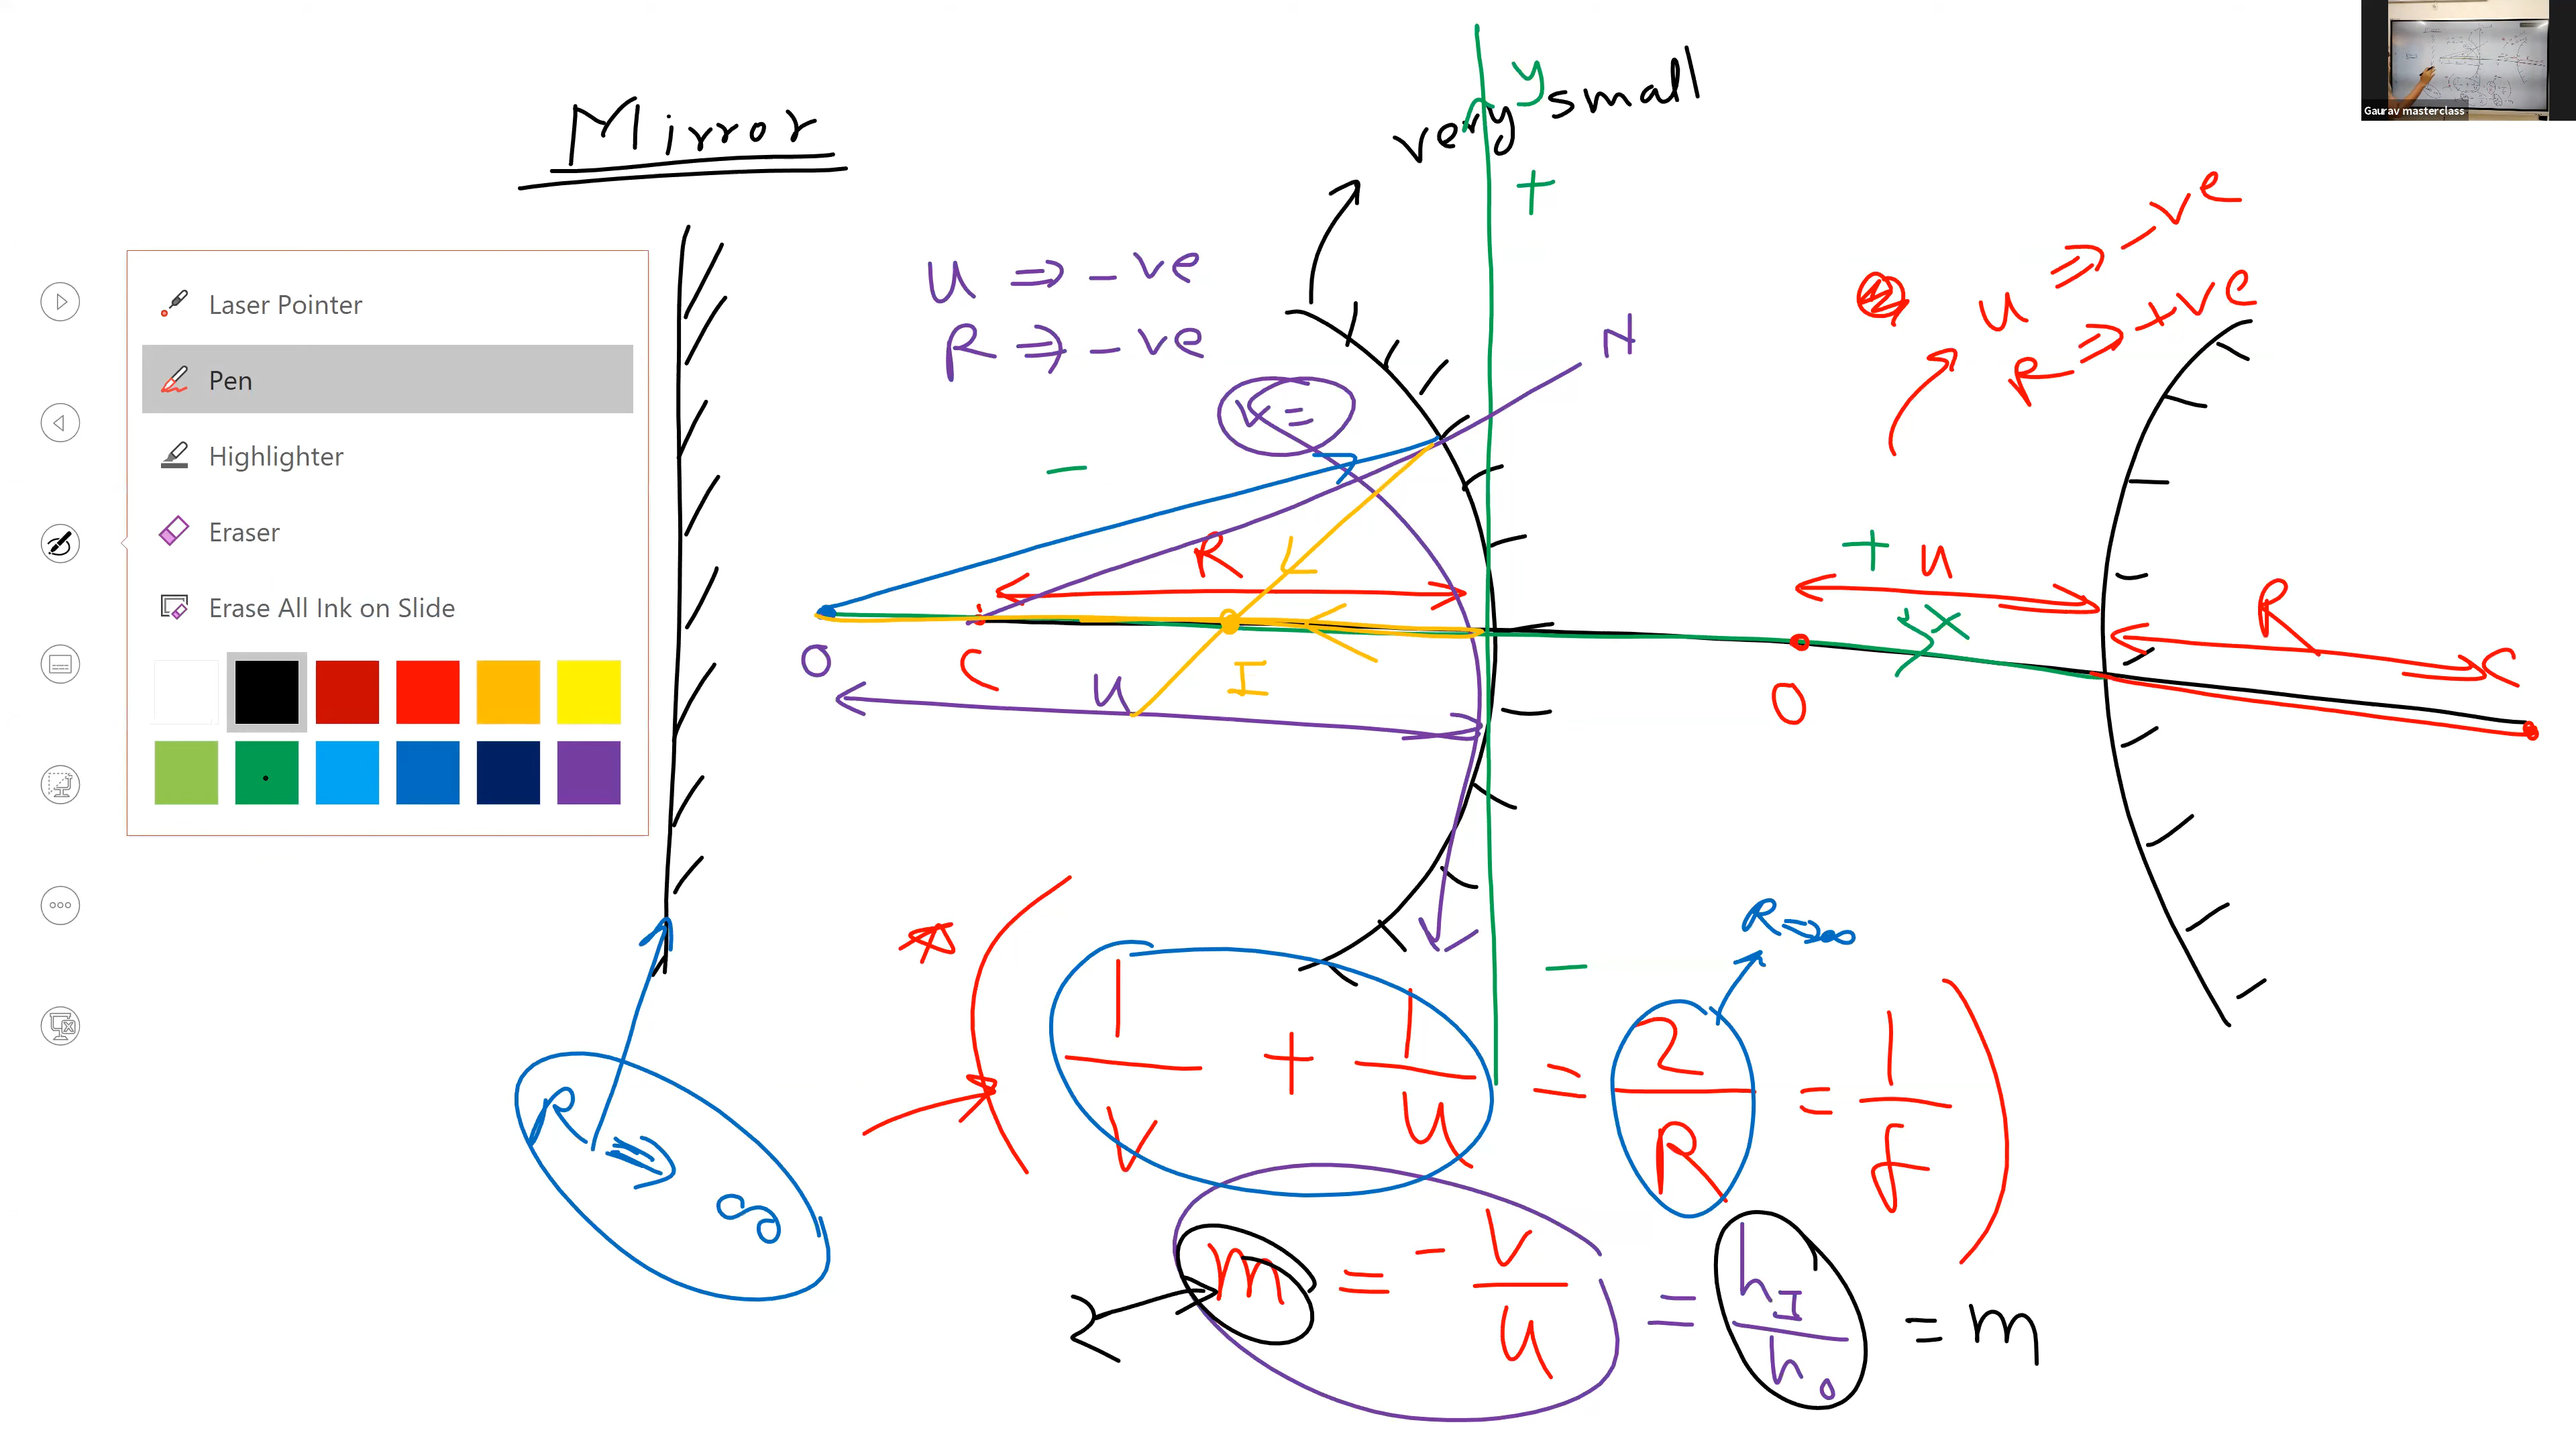 Mirror
very small
y
+
Gaurav masterclass
U ⇒ -ve
R ⇒ -ve
V =
N
u ⇒ -ve
R ⇒ +ve
Laser Pointer
Pen
Highlighter
Eraser
Erase All Ink on Slide
-
R
+
u
x
R
C
O
C
I
u
O
-
R ⇒ ∞
R ⇒ ∞
1/V + 1/u = 2/R = 1/f
m = -V/u = hI/ho = m